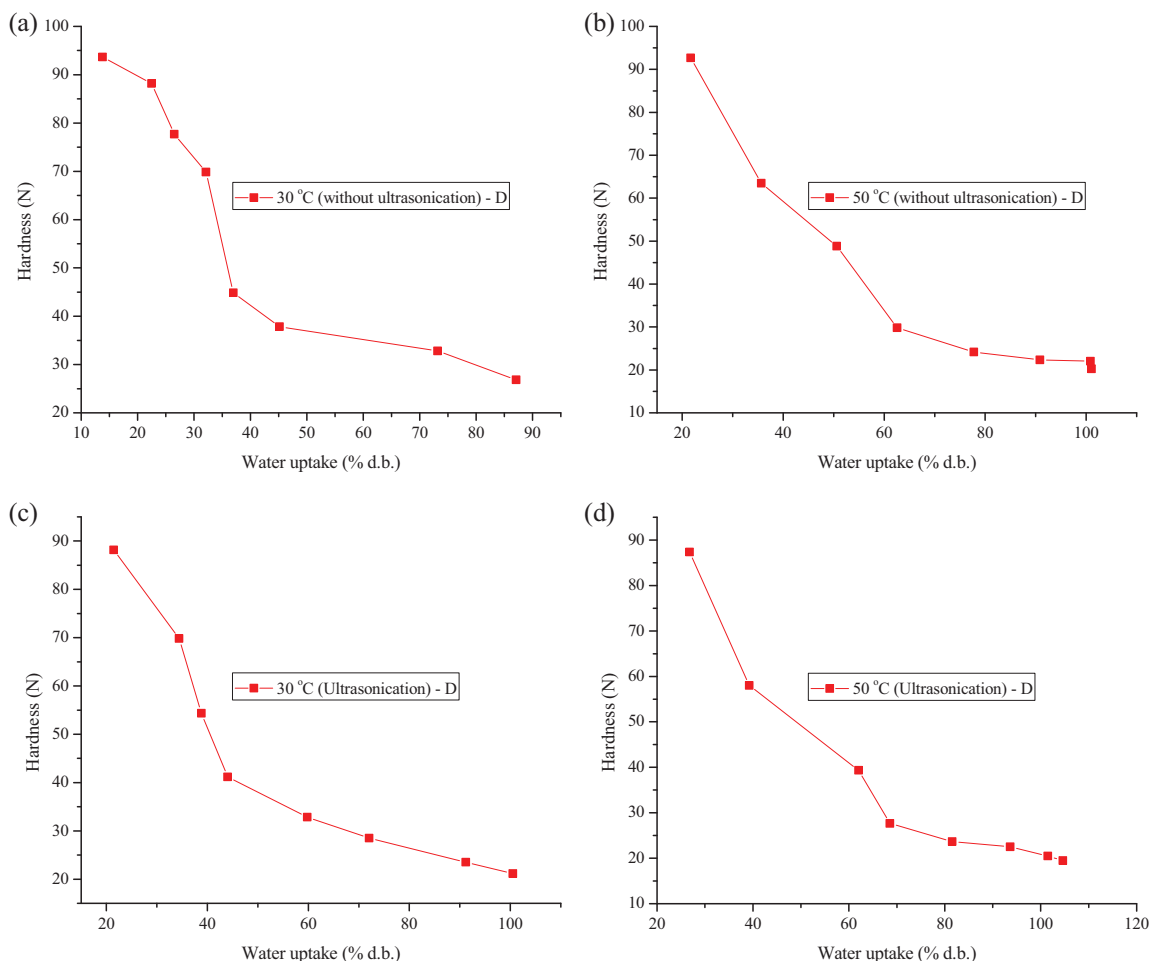 (a)
100
90
80
70
60
50
40
30
20
Hardness (N)
30 °C (without ultrasonication) - D
10 20 30 40 50 60 70 80 90
Water uptake (% d.b.)
(b)
100
90
80
70
60
50
40
30
20
10
Hardness (N)
50 °C (without ultrasonication) - D
20 40 60 80 100
Water uptake (% d.b.)
(c)
90
80
70
60
50
40
30
20
Hardness (N)
30 °C (Ultrasonication) - D
20 40 60 80 100
Water uptake (% d.b.)
(d)
90
80
70
60
50
40
30
20
10
Hardness (N)
50 °C (Ultrasonication) - D
20 40 60 80 100 120
Water uptake (% d.b.)